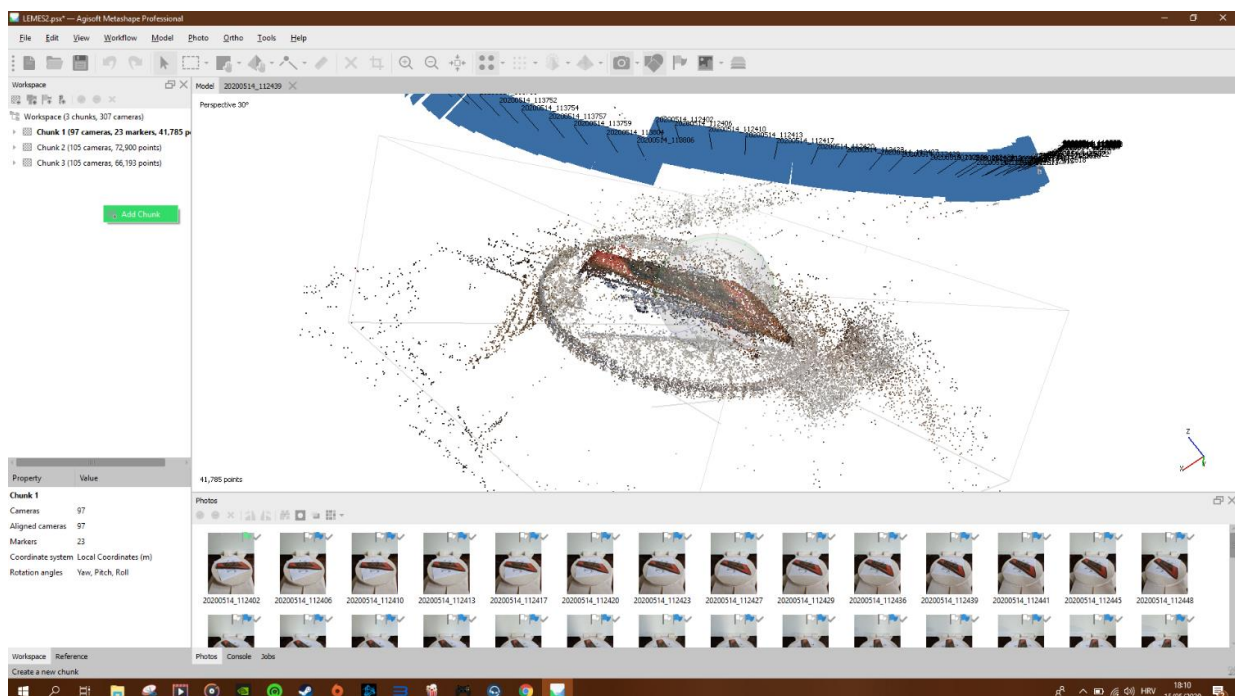 LEMES2.psx* — Agisoft Metashape Professional
File Edit View Workflow Model Photo Ortho Tools Help
Workspace
Workspace (3 chunks, 307 cameras)
Chunk 1 (97 cameras, 23 markers, 41,785 p
Chunk 2 (105 cameras, 72,900 points)
Chunk 3 (105 cameras, 66,193 points)
Add Chunk
Property Value
Chunk 1
Cameras 97
Aligned cameras 97
Markers 23
Coordinate system Local Coordinates (m)
Rotation angles Yaw, Pitch, Roll
Workspace Reference
Create a new chunk
Model 20200514_112439
Perspective 30°
20200514_113752
20200514_113754
20200514_113757
20200514_113759
20200514_112402
20200514_112406
20200514_112410
20200514_112413
20200514_112417
20200514_112420
41,785 points
Z
X
Photos
20200514_112402 20200514_112406 20200514_112410 20200514_112413 20200514_112417 20200514_112420 20200514_112423 20200514_112427 20200514_112429 20200514_112436 20200514_112439 20200514_112441 20200514_112445 20200514_112448
Photos Console Jobs
HRV
18:10